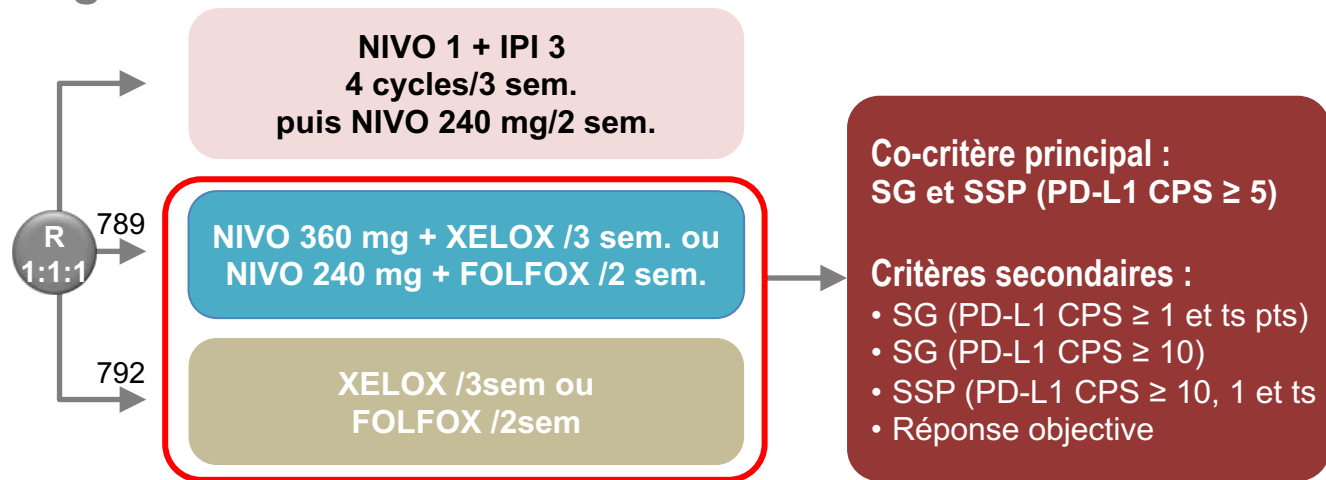 NIVO 1 + IPI 3
4 cycles/3 sem.
puis NIVO 240 mg/2 sem.
R
1:1:1
789
NIVO 360 mg + XELOX /3 sem. ou
NIVO 240 mg + FOLFOX /2 sem.
792
XELOX /3sem ou
FOLFOX /2sem
Co-critère principal :
SG et SSP (PD-L1 CPS ≥ 5)
Critères secondaires :
• SG (PD-L1 CPS ≥ 1 et ts pts)
• SG (PD-L1 CPS ≥ 10)
• SSP (PD-L1 CPS ≥ 10, 1 et ts
• Réponse objective